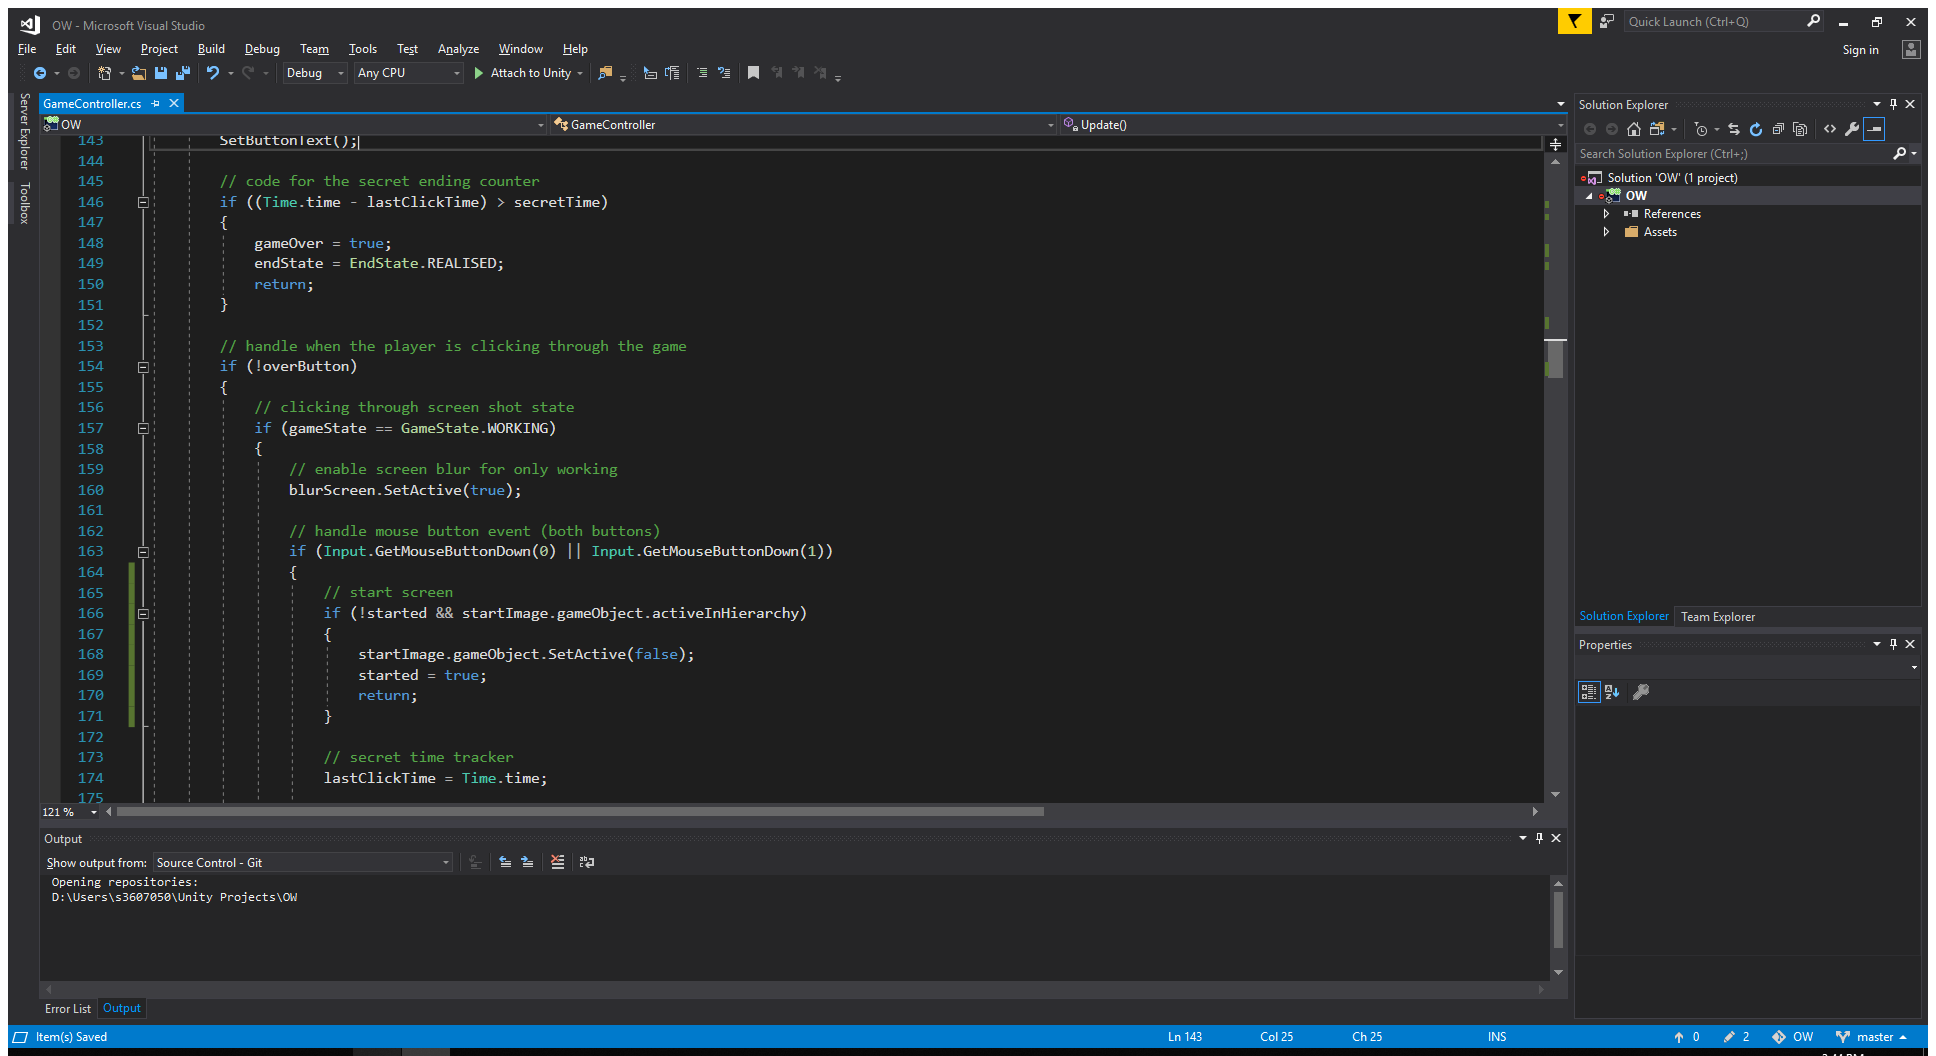 OW - Microsoft Visual Studio
Quick Launch (Ctrl+Q)
File Edit View Project Build Debug Team Tools Test Analyze Window Help
Sign in
Debug Any CPU Attach to Unity
Server Explorer
Toolbox
GameController.cs
OW GameController Update()
143 SetButtonText();
144
145 // code for the secret ending counter
146 if ((Time.time - lastClickTime) > secretTime)
147 {
148 gameOver = true;
149 endState = EndState.REALISED;
150 return;
151 }
152
153 // handle when the player is clicking through the game
154 if (!overButton)
155 {
156 // clicking through screen shot state
157 if (gameState == GameState.WORKING)
158 {
159 // enable screen blur for only working
160 blurScreen.SetActive(true);
161
162 // handle mouse button event (both buttons)
163 if (Input.GetMouseButtonDown(0) || Input.GetMouseButtonDown(1))
164 {
165 // start screen
166 if (!started && startImage.gameObject.activeInHierarchy)
167 {
168 startImage.gameObject.SetActive(false);
169 started = true;
170 return;
171 }
172
173 // secret time tracker
174 lastClickTime = Time.time;
175
121 %
Output
Show output from: Source Control - Git
Opening repositories:
D:\Users\s3607050\Unity Projects\OW
Error List Output
Solution Explorer
Search Solution Explorer (Ctrl+;)
Solution 'OW' (1 project)
OW
References
Assets
Solution Explorer Team Explorer
Properties
Item(s) Saved Ln 143 Col 25 Ch 25 INS 0 2 OW master